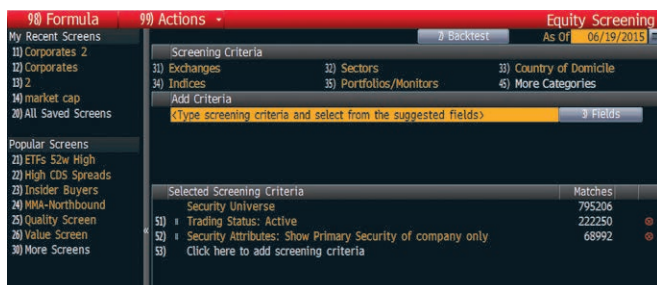 98) Formula 99) Actions Equity Screening
My Recent Screens 2) Backtest As Of 06/19/2015
11) Corporates 2 Screening Criteria
12) Corporates 31) Exchanges 32) Sectors 33) Country of Domicile
13) 2 34) Indices 35) Portfolios/Monitors 45) More Categories
14) market cap Add Criteria
20) All Saved Screens <Type screening criteria and select from the suggested fields> 3) Fields
Popular Screens
21) ETFs 52w High
22) High CDS Spreads
23) Insider Buyers Selected Screening Criteria Matches
24) MMA-Northbound Security Universe 795206
25) Quality Screen 51) Trading Status: Active 222250
26) Value Screen 52) Security Attributes: Show Primary Security of company only 68992
30) More Screens 53) Click here to add screening criteria